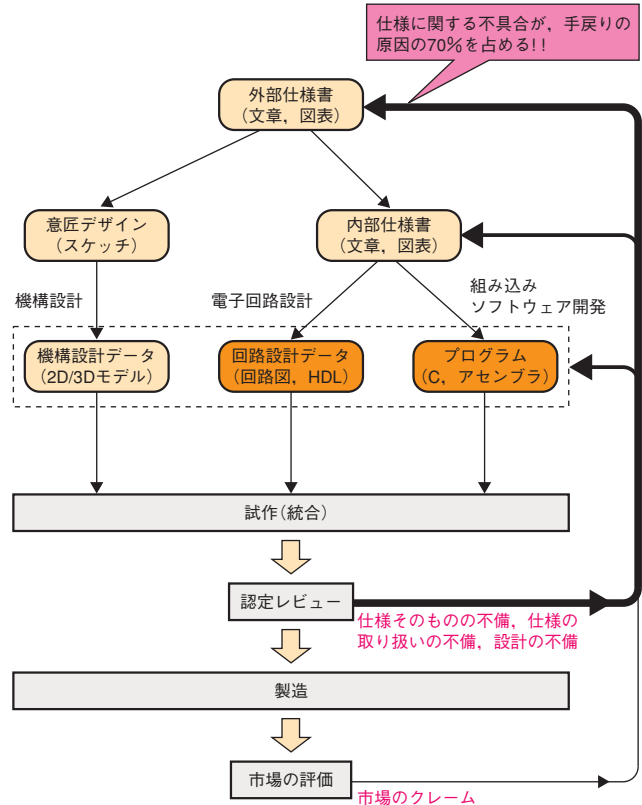 仕様に関する不具合が，手戻りの
原因の70％を占める!!
外部仕様書
（文章，図表）
意匠デザイン
（スケッチ）
内部仕様書
（文章，図表）
機構設計
電子回路設計
組み込み
ソフトウェア開発
機構設計データ
（2D/3Dモデル）
回路設計データ
（回路図，HDL）
プログラム
（C，アセンブラ）
試作（統合）
認定レビュー
仕様そのものの不備，仕様の
取り扱いの不備，設計の不備
製造
市場の評価
市場のクレーム